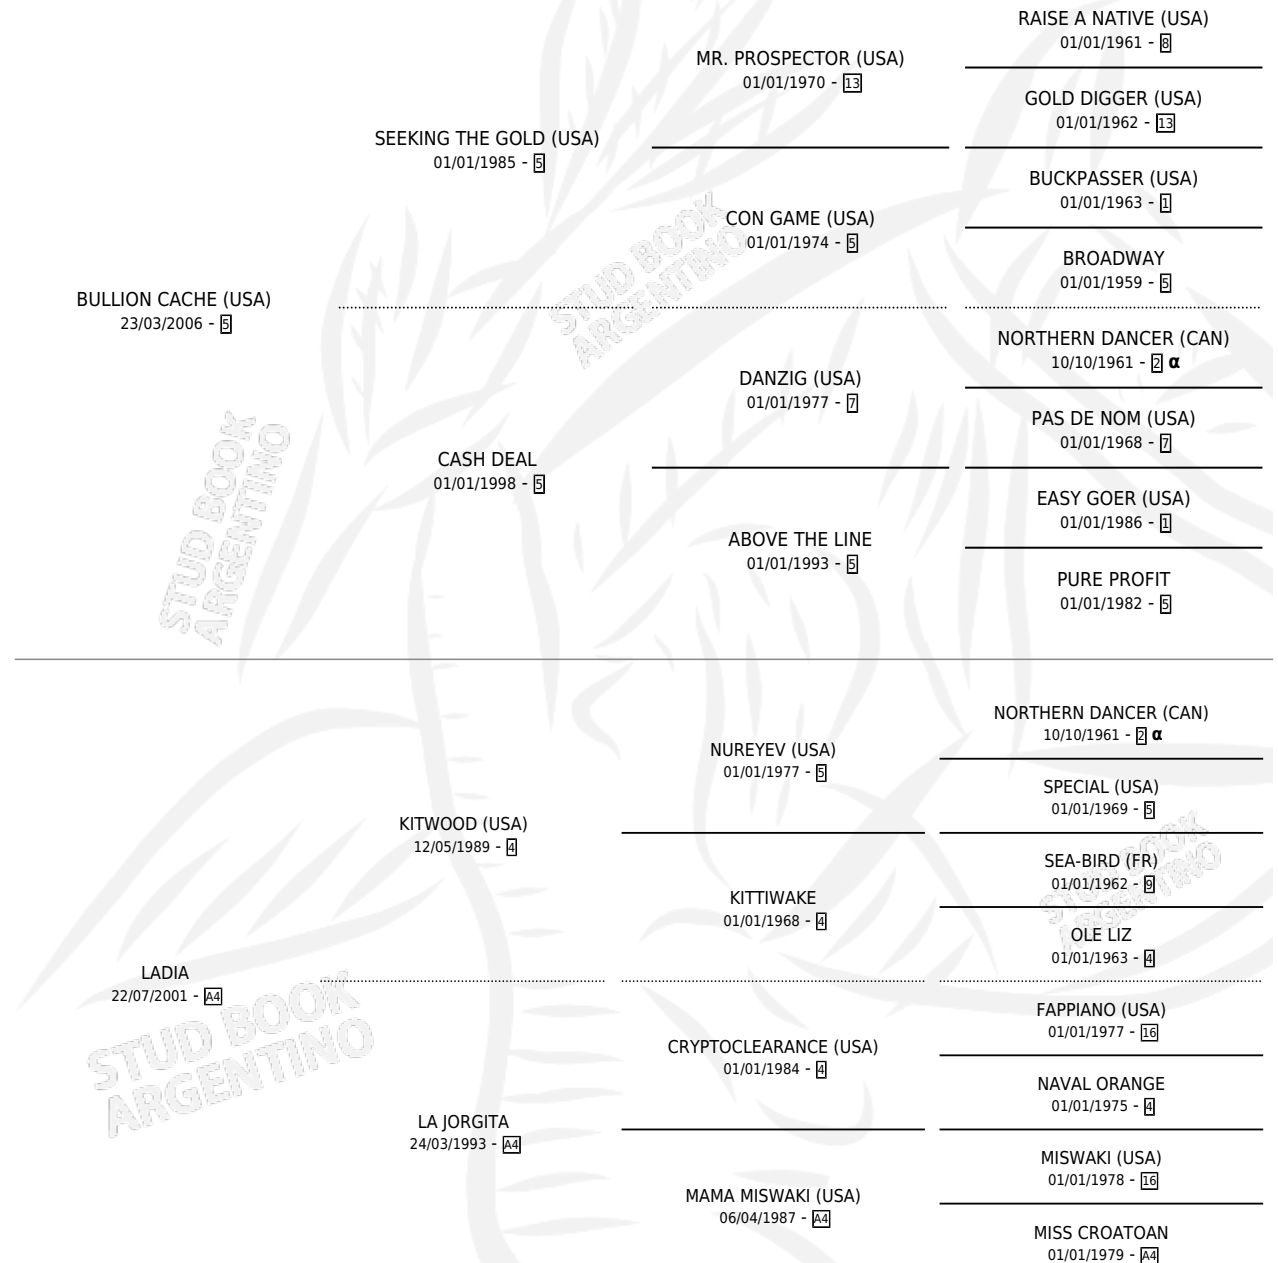 RAISE A NATIVE (USA)
01/01/1961 - 8
MR. PROSPECTOR (USA)
01/01/1970 - 13
GOLD DIGGER (USA)
01/01/1962 - 13
SEEKING THE GOLD (USA)
01/01/1985 - 5
BUCKPASSER (USA)
01/01/1963 - 1
CON GAME (USA)
01/01/1974 - 5
BROADWAY
01/01/1959 - 5
BULLION CACHE (USA)
23/03/2006 - 5
NORTHERN DANCER (CAN)
10/10/1961 - 2 α
DANZIG (USA)
01/01/1977 - 7
PAS DE NOM (USA)
01/01/1968 - 7
CASH DEAL
01/01/1998 - 5
EASY GOER (USA)
01/01/1986 - 1
ABOVE THE LINE
01/01/1993 - 5
PURE PROFIT
01/01/1982 - 5
NORTHERN DANCER (CAN)
10/10/1961 - 2 α
NUREYEV (USA)
01/01/1977 - 5
SPECIAL (USA)
01/01/1969 - 5
KITWOOD (USA)
12/05/1989 - 4
SEA-BIRD (FR)
01/01/1962 - 9
KITTIWAKE
01/01/1968 - 4
OLE LIZ
01/01/1963 - 4
LADIA
22/07/2001 - A4
FAPPIANO (USA)
01/01/1977 - 16
CRYPTOCLEARANCE (USA)
01/01/1984 - 4
NAVAL ORANGE
01/01/1975 - 4
LA JORGITA
24/03/1993 - A4
MISWAKI (USA)
01/01/1978 - 16
MAMA MISWAKI (USA)
06/04/1987 - A4
MISS CROATOAN
01/01/1979 - A4
STUD BOOK
ARGENTINO
STUD BOOK
ARGENTINO
STUD BOOK
ARGENTINO
STUD BOOK
ARGENTINO